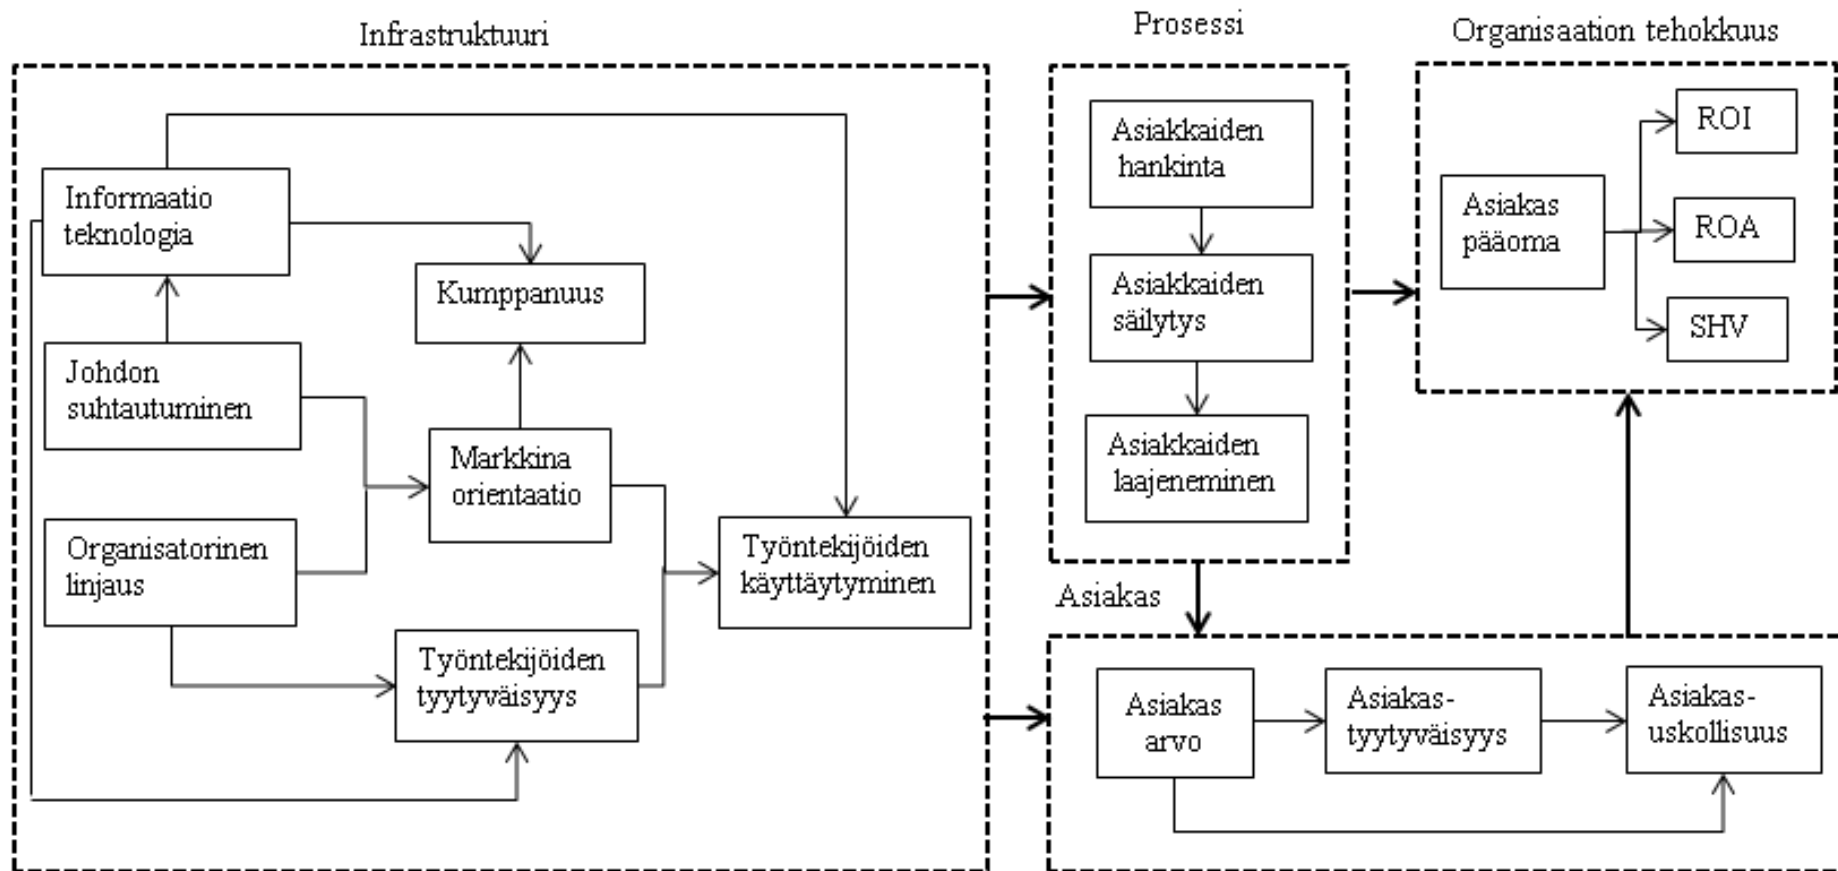 Infrastruktuuri
Prosessi
Organisaation tehokkuus
Informaatio
teknologia
Kumppanuus
Johdon
suhtautuminen
Markkina
orientaatio
Organisatorinen
linjaus
Työntekijöiden
käyttäytyminen
Työntekijöiden
tyytyväisyys
Asiakkaiden
hankinta
Asiakkaiden
säilytys
Asiakkaiden
laajeneminen
Asiakas
pääoma
ROI
ROA
SHV
Asiakas
Asiakas
arvo
Asiakas-
tyytyväisyys
Asiakas-
uskollisuus